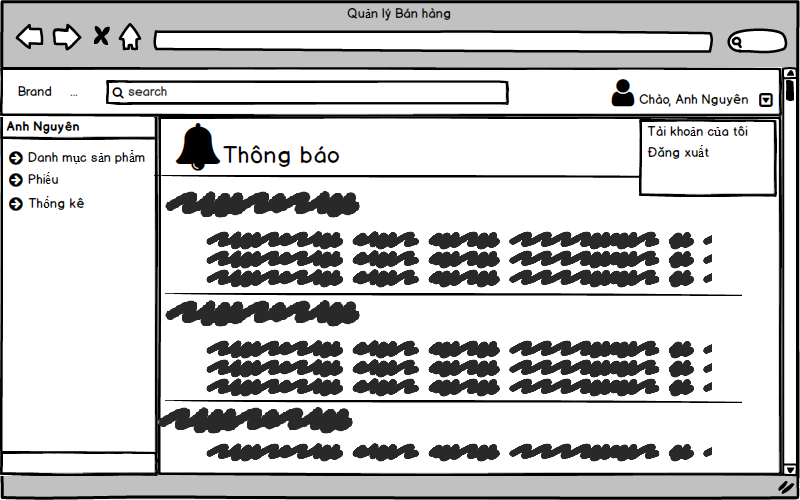 Quản lý Bán hàng
Brand ... search Chào, Anh Nguyên
Tài khoản của tôi
Đăng xuất
Anh Nguyên
Danh mục sản phẩm
Phiếu
Thống kê
Thông báo